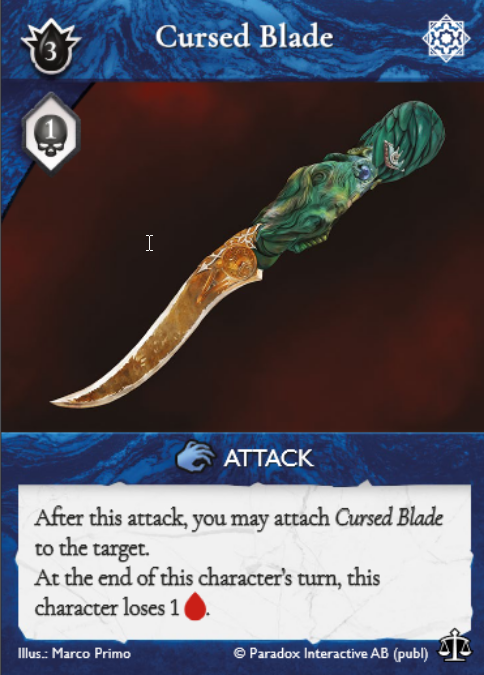 3
Cursed Blade
1
ATTACK
After this attack, you may attach Cursed Blade
to the target.
At the end of this character's turn, this
character loses 1 .
Illus.: Marco Primo
© Paradox Interactive AB (publ)